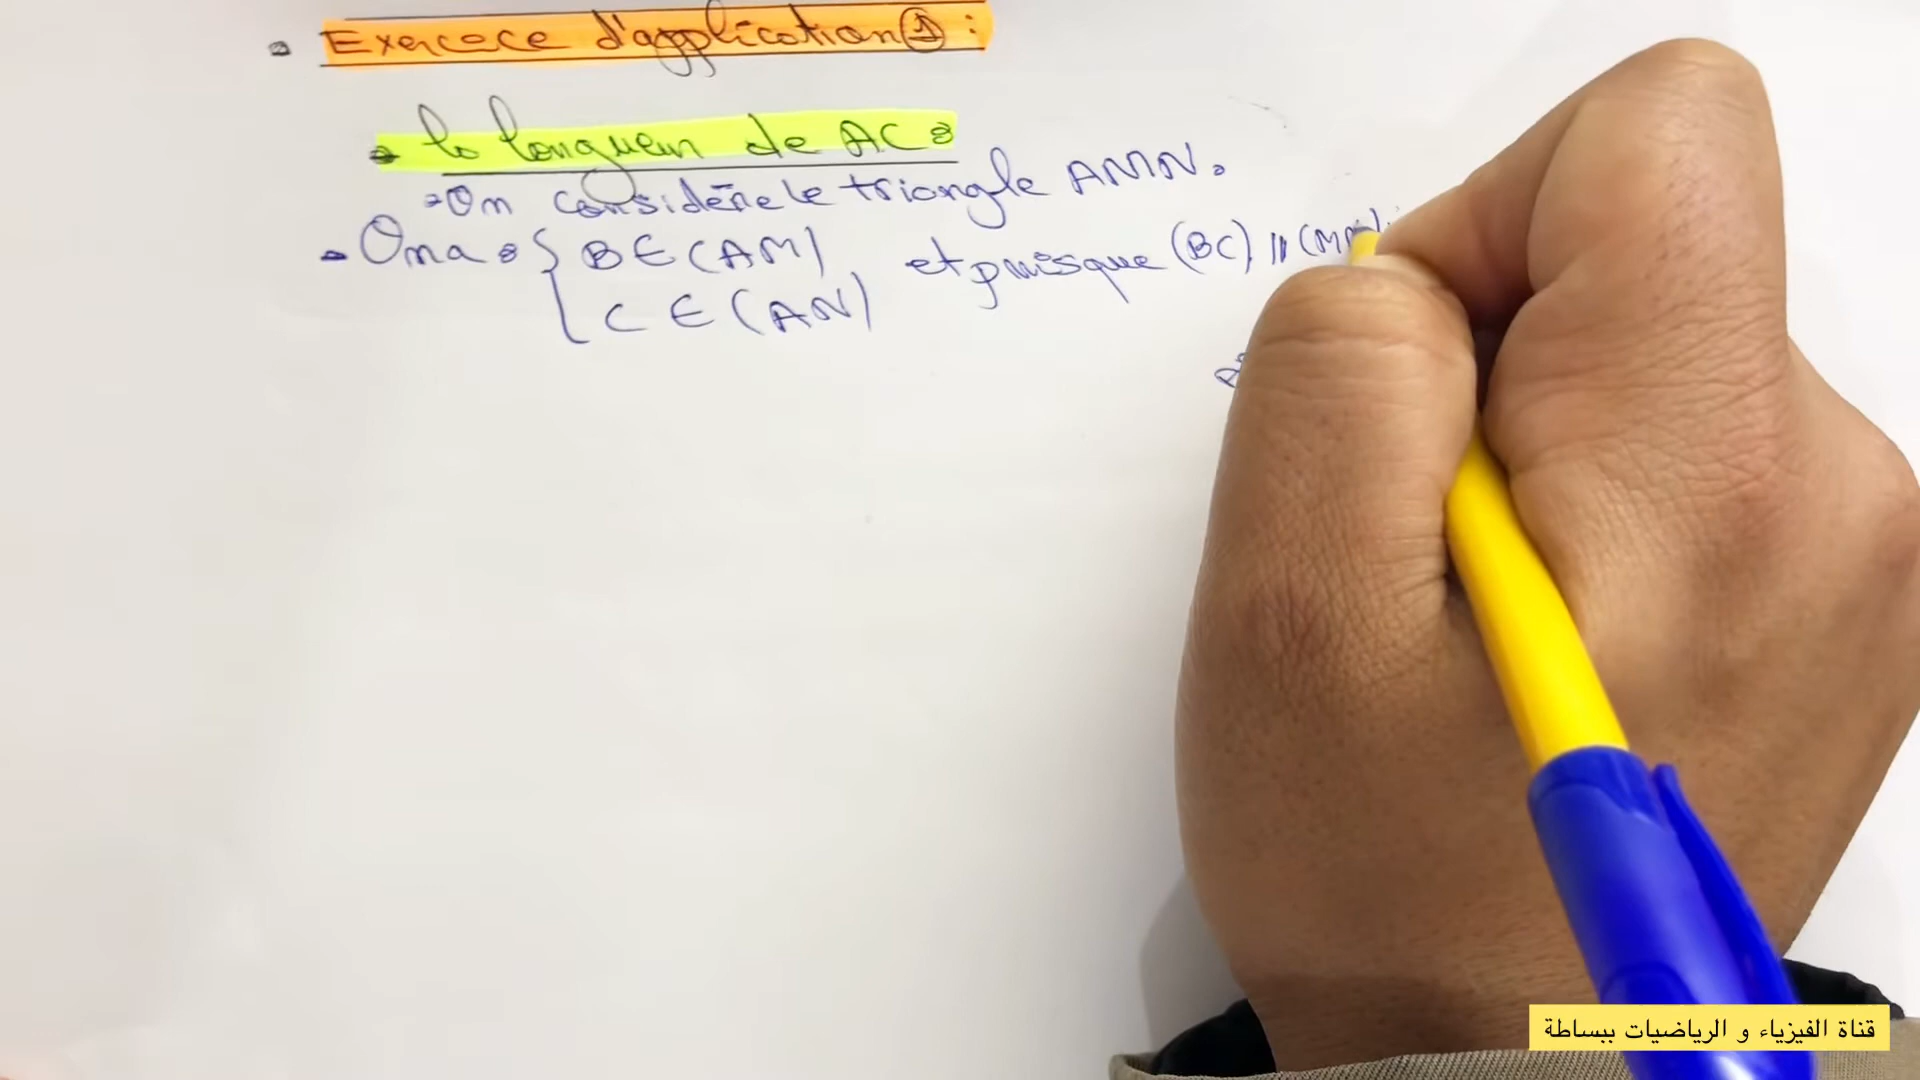 Exercice d'application ① :
la longueur de AC :
On considère le triangle AMN.
On a : { B ∈ (AM) et puisque (BC) // (MN)
C ∈ (AN)
قناة الفيزياء و الرياضيات ببساطة